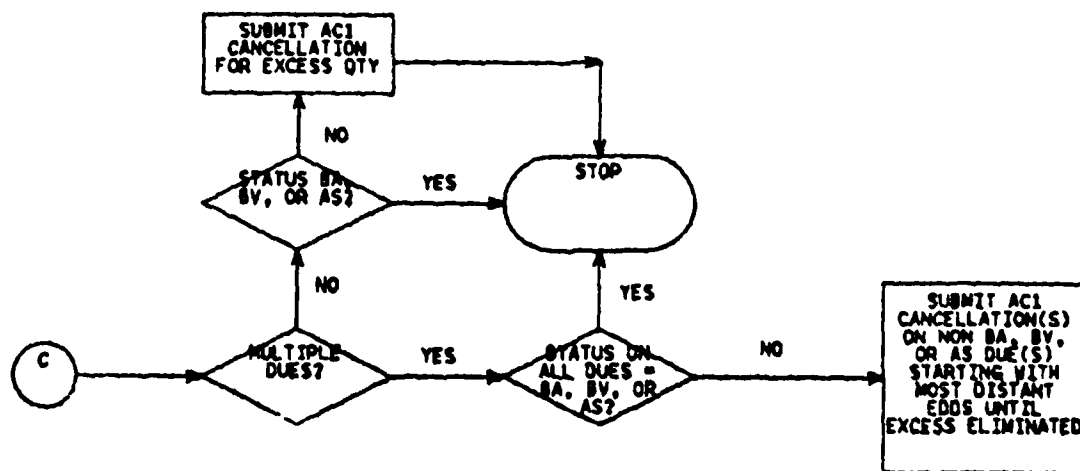 SUBMIT AC1
CANCELLATION
FOR EXCESS QTY
NO
STATUS BA,
BV, OR AS?
YES
STOP
NO
YES
C
MULTIPLE
DUES?
YES
STATUS ON
ALL DUES =
BA, BV, OR
AS?
NO
SUBMIT AC1
CANCELLATION(S)
ON NON BA, BV,
OR AS DUE(S)
STARTING WITH
MOST DISTANT
EDDS UNTIL
EXCESS ELIMINATED